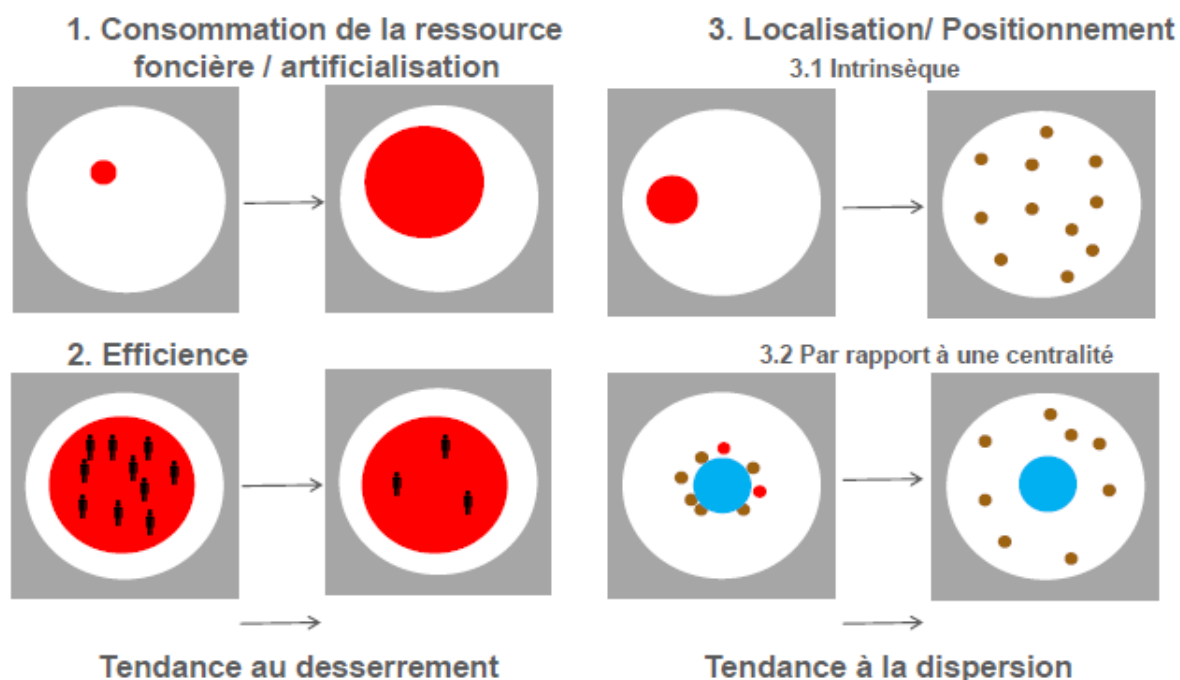 1. Consommation de la ressource
foncière / artificialisation
2. Efficience
Tendance au desserrement
3. Localisation/ Positionnement
3.1 Intrinsèque
3.2 Par rapport à une centralité
Tendance à la dispersion